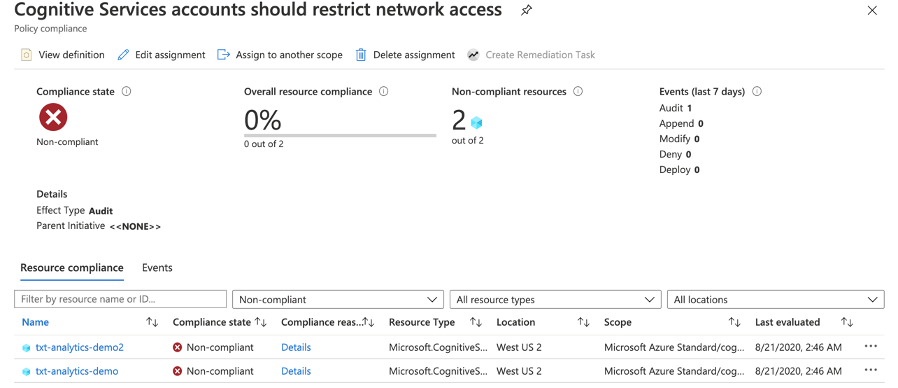 Cognitive Services accounts should restrict network access
Policy compliance
View definition Edit assignment Assign to another scope Delete assignment Create Remediation Task
Compliance state Overall resource compliance Non-compliant resources Events (last 7 days)
Non-compliant
0%
0 out of 2
2
out of 2
Audit 1
Append 0
Modify 0
Deny 0
Deploy 0
Details
Effect Type Audit
Parent Initiative <<NONE>>
Resource compliance Events
Filter by resource name or ID... Non-compliant All resource types All locations
Name Compliance state Compliance reas... Resource Type Location Scope Last evaluated
txt-analytics-demo2 Non-compliant Details Microsoft.CognitiveS... West US 2 Microsoft Azure Standard/cog... 8/21/2020, 2:46 AM
txt-analytics-demo Non-compliant Details Microsoft.CognitiveS... West US 2 Microsoft Azure Standard/cog... 8/21/2020, 2:46 AM